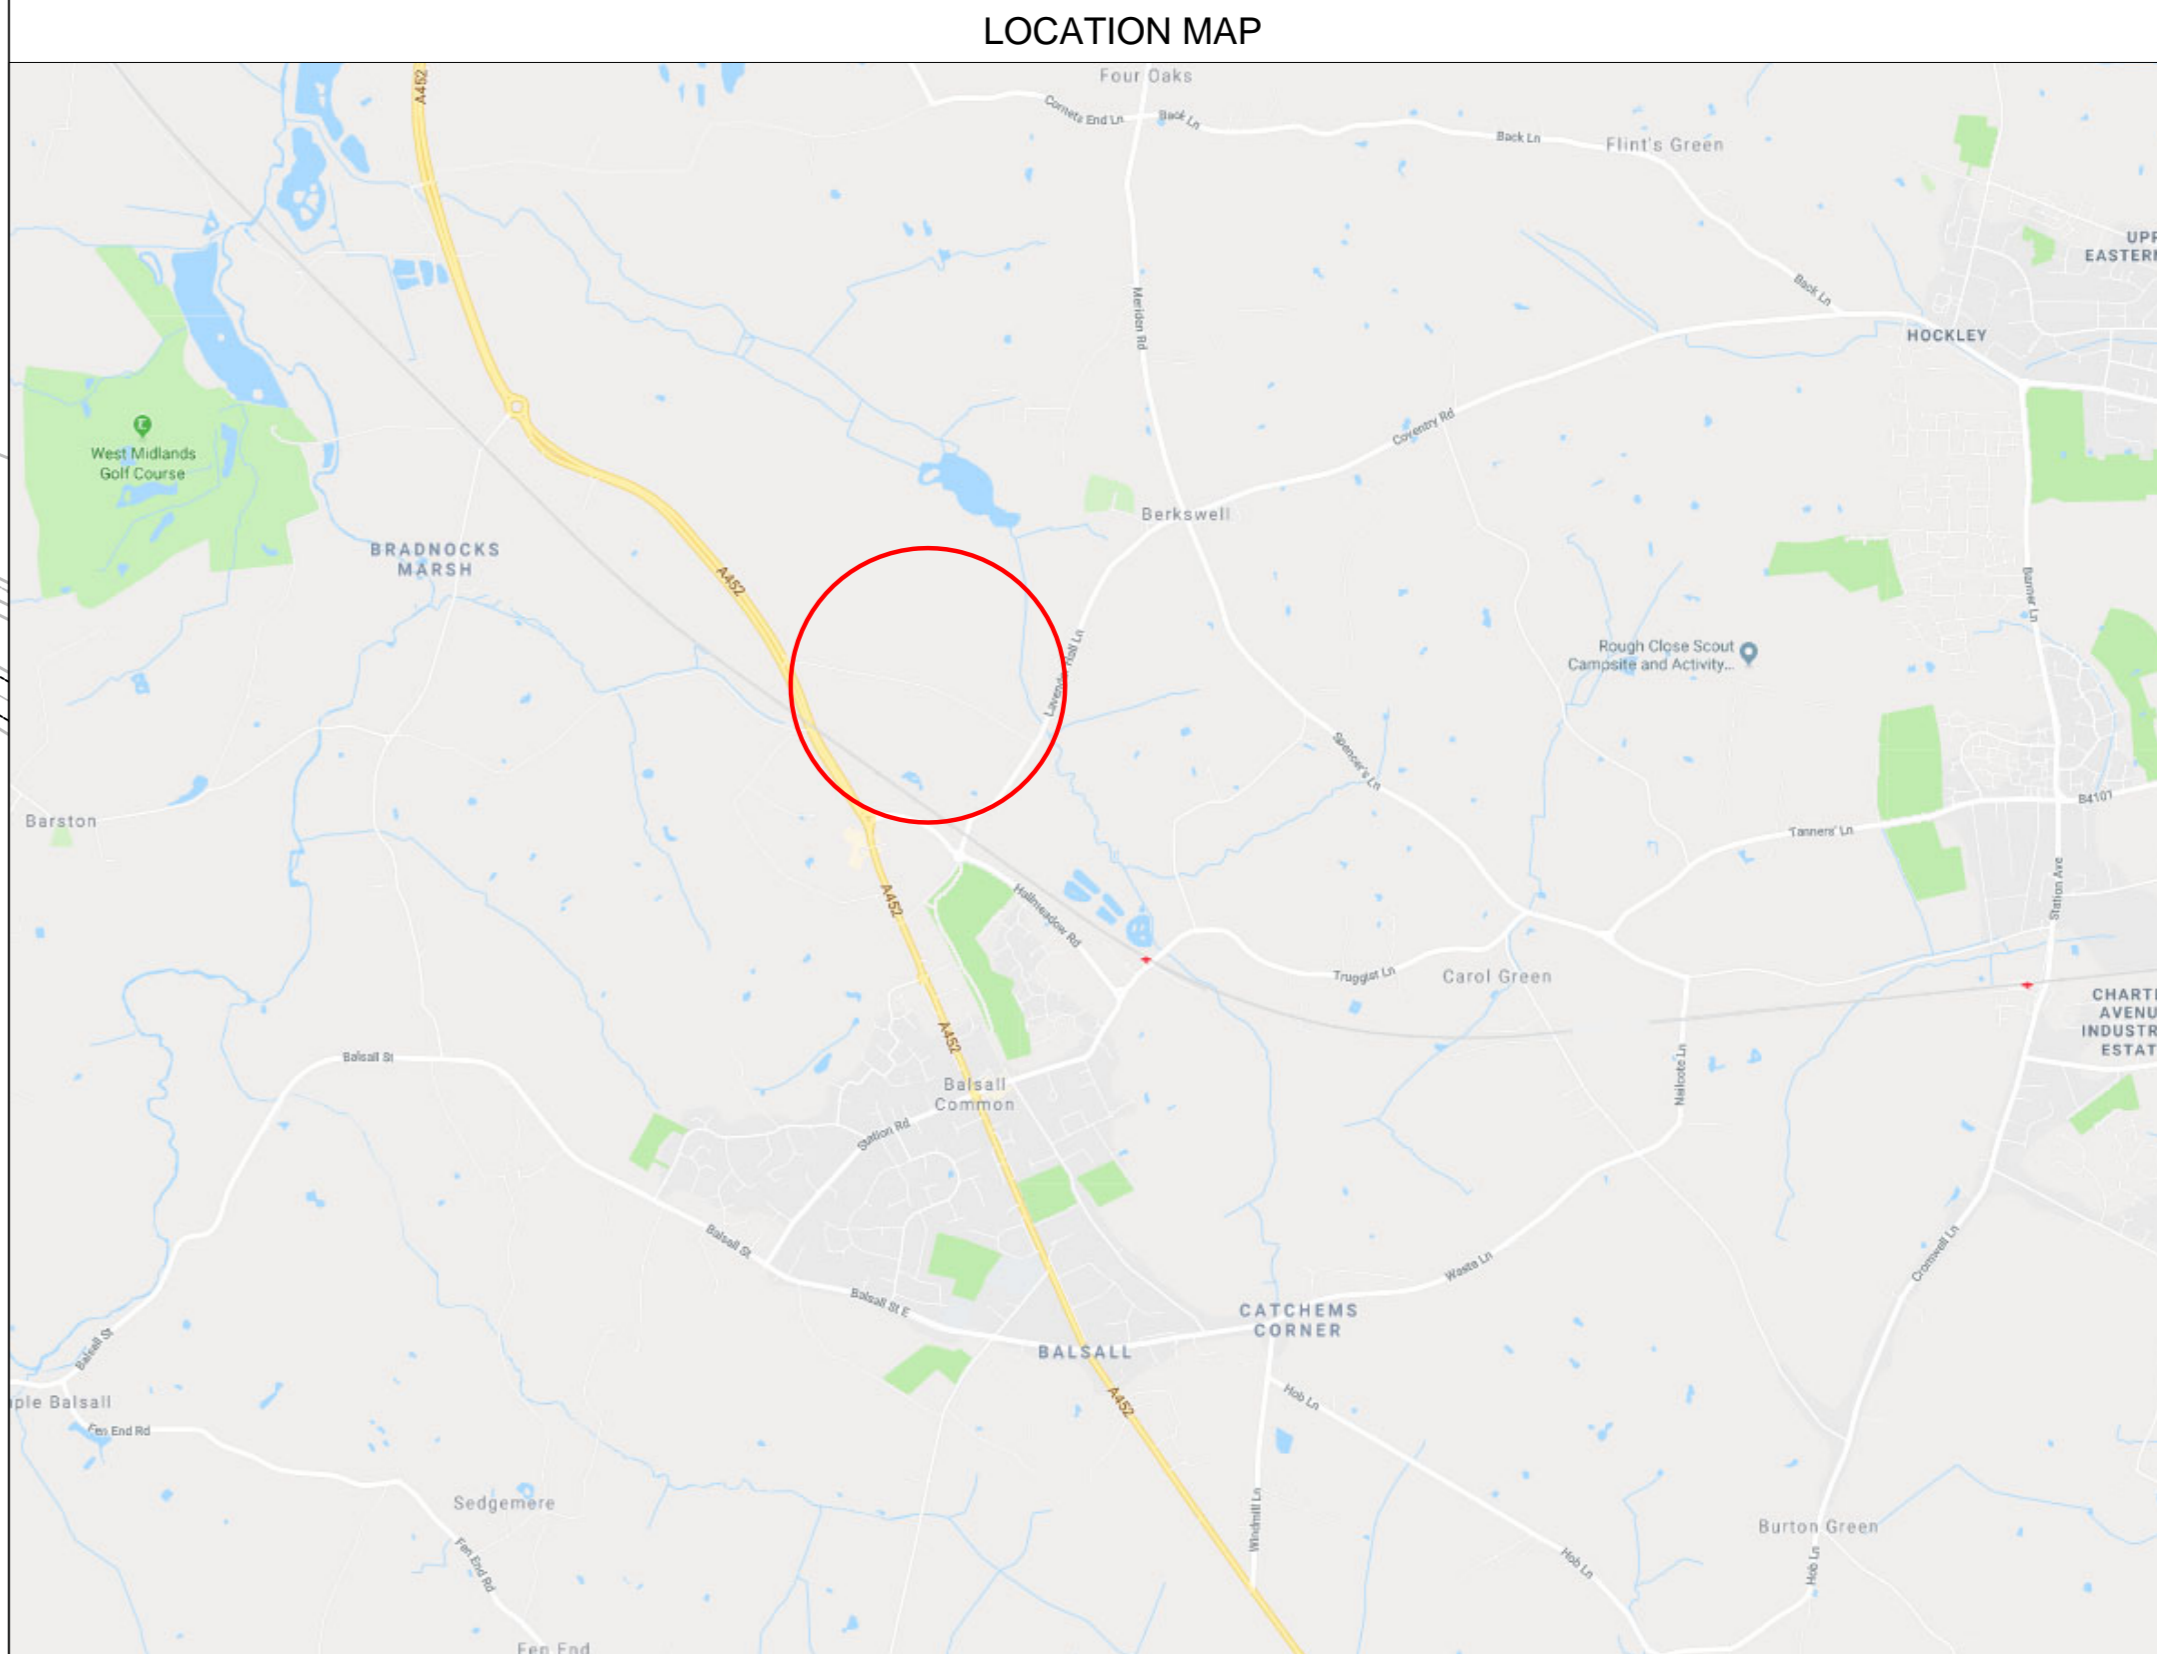 LOCATION MAP
A452
Four Oaks
Cornets End Ln
Back Ln
Back Ln
Flint's Green
EASTER
Meriden Rd
Back Ln
HOCKLEY
Coventry Rd
West Midlands
Golf Course
Berkswell
BRADNOCKS
MARSH
A452
Banner Ln
Hall Ln
Rough Close Scout
Campsite and Activity...
Spencer's Ln
B4101
Barston
Tanners' Ln
A452
Hallmeadow Rd
Station Ave
Truggist Ln
Carol Green
CHART
AVENU
INDUSTR
ESTAT
A452
Balsall St
Nailcote Ln
Balsall
Common
Station Rd
Balsall St
Waste Ln
Cromwell Ln
Balsall St E
CATCHEMS
CORNER
BALSALL
Balsall St
Hob Ln
A452
ple Balsall
Fen End Rd
Sedgemere
Windmill Ln
Burton Green
Fen End Rd
Hob Ln
Hob Ln
Fen End